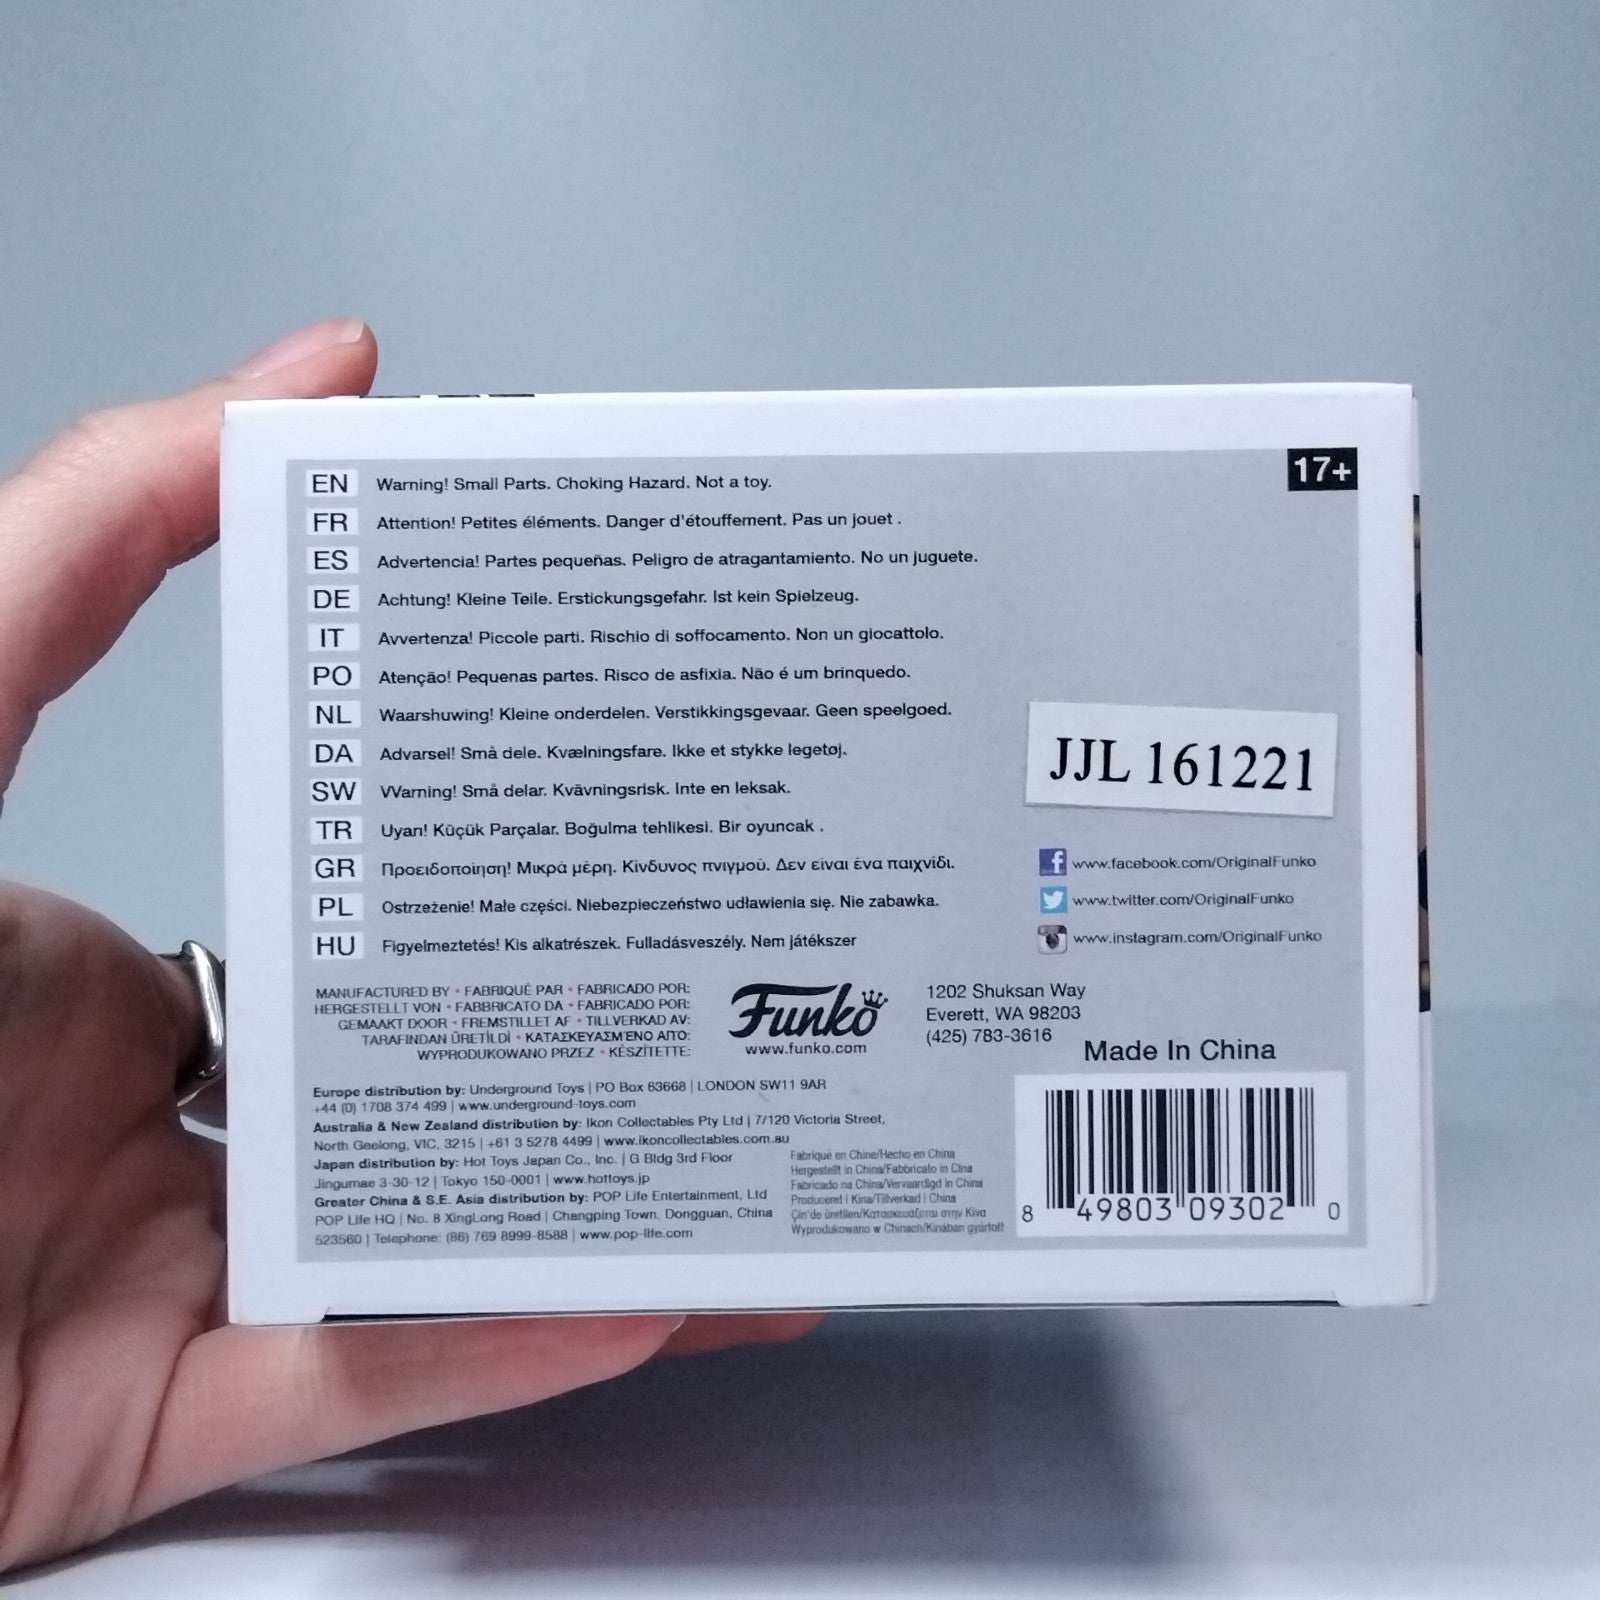 17+
EN Warning! Small Parts. Choking Hazard. Not a toy.
FR Attention! Petites éléments. Danger d'étouffement. Pas un jouet .
ES Advertencia! Partes pequeñas. Peligro de atragantamiento. No un juguete.
DE Achtung! Kleine Teile. Erstickungsgefahr. Ist kein Spielzeug.
IT Avvertenza! Piccole parti. Rischio di soffocamento. Non un giocattolo.
PO Atenção! Pequenas partes. Risco de asfixia. Não é um brinquedo.
NL Waarshuwing! Kleine onderdelen. Verstikkingsgevaar. Geen speelgoed.
DA Advarsel! Små dele. Kvælningsfare. Ikke et stykke legetøj.
SW VVarning! Små delar. Kvävningsrisk. Inte en leksak.
TR Uyarı! Küçük Parçalar. Boğulma tehlikesi. Bir oyuncak .
GR Προειδοποίηση! Μικρά μέρη. Κίνδυνος πνιγμού. Δεν είναι ένα παιχνίδι.
PL Ostrzeżenie! Małe części. Niebezpieczeństwo udławienia się. Nie zabawka.
HU Figyelmeztetés! Kis alkatrészek. Fulladásveszély. Nem játékszer
JJL 161221
www.facebook.com/OriginalFunko
www.twitter.com/OriginalFunko
www.instagram.com/OriginalFunko
MANUFACTURED BY • FABRIQUÉ PAR • FABRICADO POR:
HERGESTELLT VON • FABBRICATO DA • FABRICADO POR:
GEMAAKT DOOR • FREMSTILLET AF • TILLVERKAD AV:
TARAFINDAN ÜRETİLDİ • ΚΑΤΑΣΚΕΥΑΣΜΈΝΟ ΑΠΌ:
WYPRODUKOWANO PRZEZ • KÉSZÍTETTE:
Funko
www.funko.com
1202 Shuksan Way
Everett, WA 98203
(425) 783-3616
Made In China
Europe distribution by: Underground Toys | PO Box 63668 | LONDON SW11 9AR
+44 (0) 1708 374 499 | www.underground-toys.com
Australia & New Zealand distribution by: Ikon Collectables Pty Ltd | 7/120 Victoria Street,
North Geelong, VIC, 3215 | +61 3 5278 4499 | www.ikoncollectables.com.au
Japan distribution by: Hot Toys Japan Co., Inc. | G Bldg 3rd Floor
Jingumae 3-30-12 | Tokyo 150-0001 | www.hottoys.jp
Greater China & S.E. Asia distribution by: POP Life Entertainment, Ltd
POP Life HQ | No. 8 XingLong Road | Changping Town, Dongguan, China
523560 | Telephone: (86) 769 8999-8588 | www.pop-life.com
Fabriqué en Chine/Hecho en China
Hergestellt in China/Fabbricato in Cina
Fabricado na China/Vervaardigd in China
Produceret i Kina/Tillverkad i China
Çin'de üretilen/Κατασκευάζεται στην Κίνα
Wyprodukowano w Chinach/Kínában gyártott
8 49803 09302 0